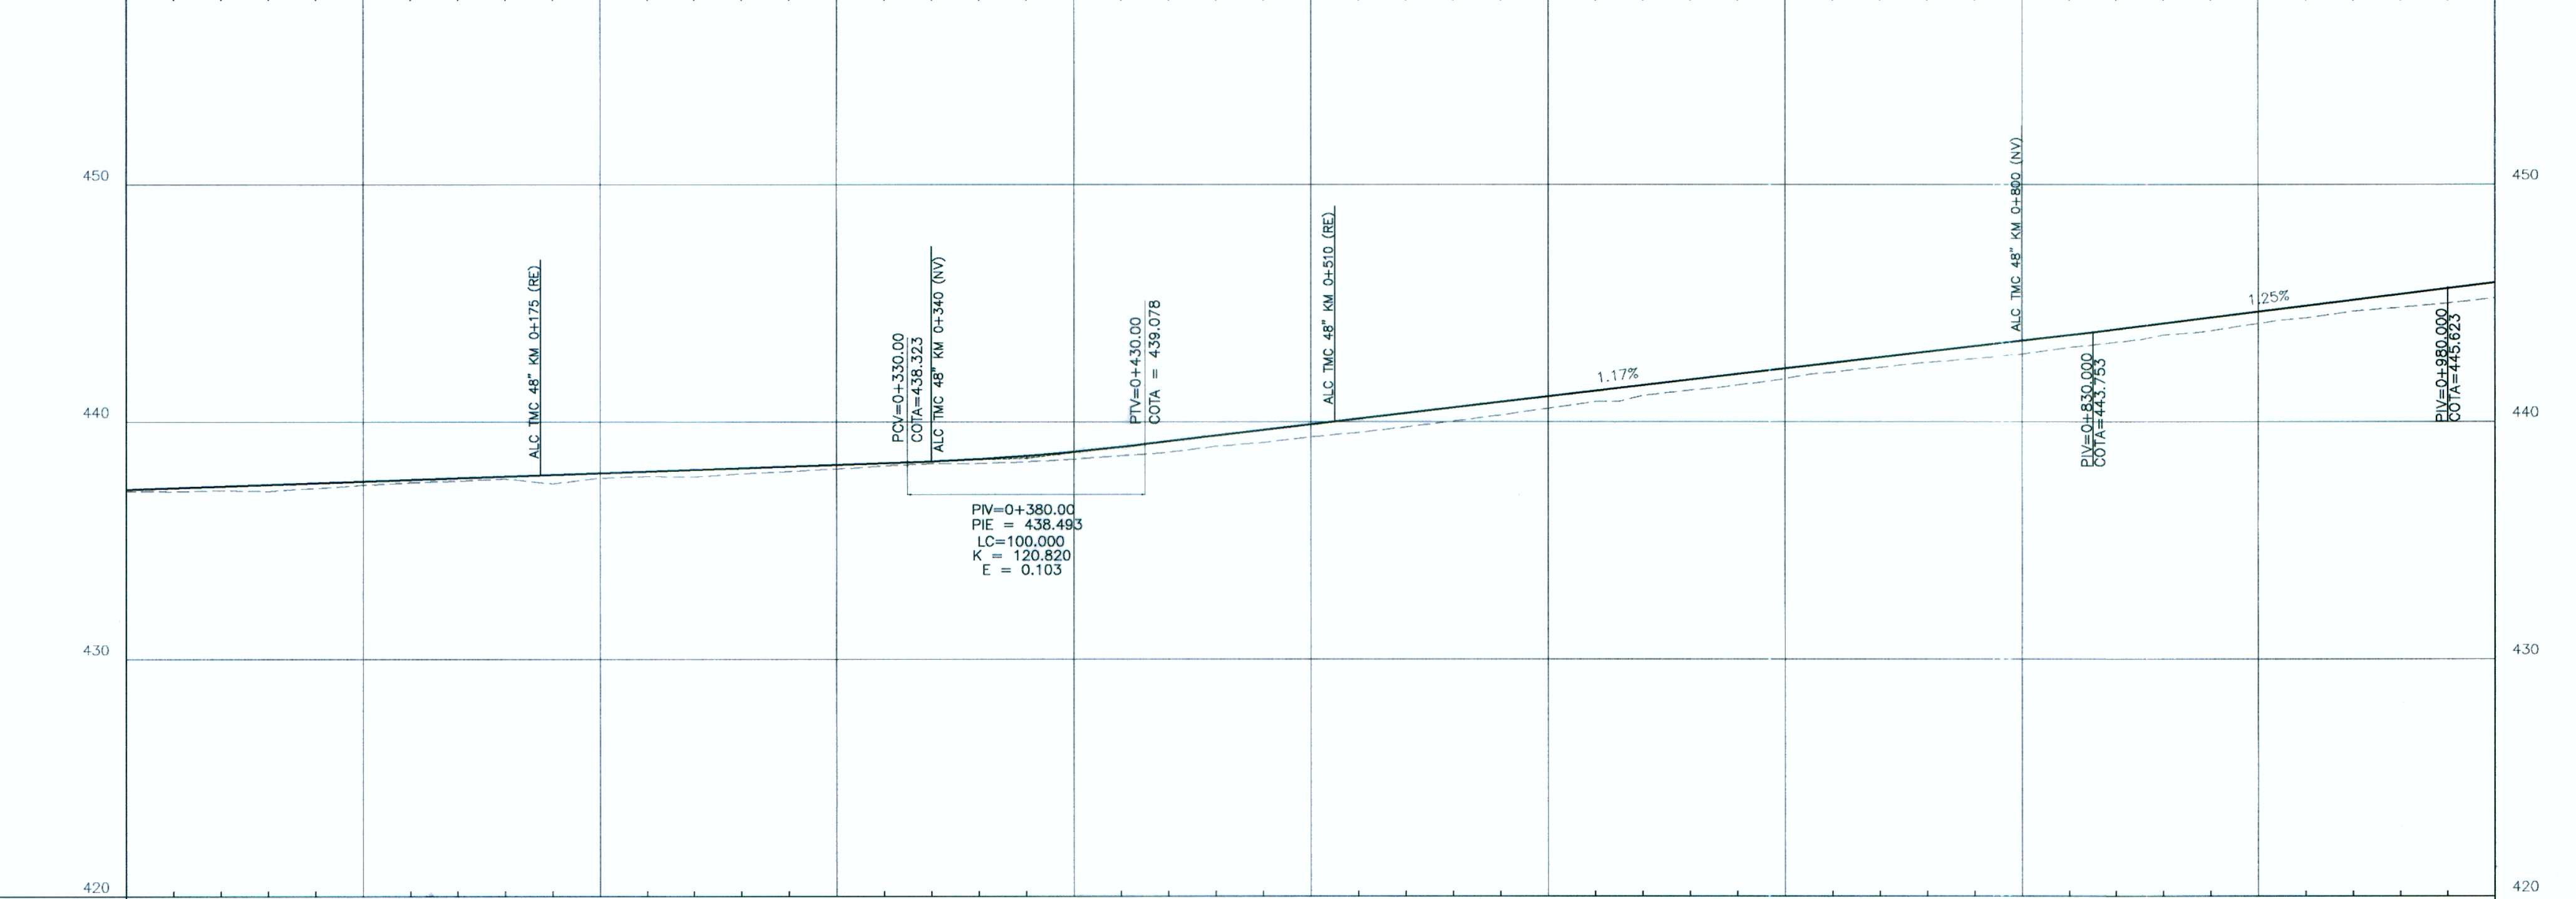 450
440
430
420
ALC TMC 48" KM 0+175 (RE)
PCV=0+330.00
COTA=438.323
ALC TMC 48" KM 0+340 (NV)
PIV=0+380.00
PIE = 438.493
LC=100.000
K = 120.820
E = 0.103
PTV=0+430.00
COTA = 439.078
ALC TMC 48" KM 0+510 (RE)
1.17%
ALC TMC 48" KM 0+800 (NV)
PIV=0+830.000
COTA=443.753
1.25%
PIV=0+980.000
COTA=445.623
450
440
430
420